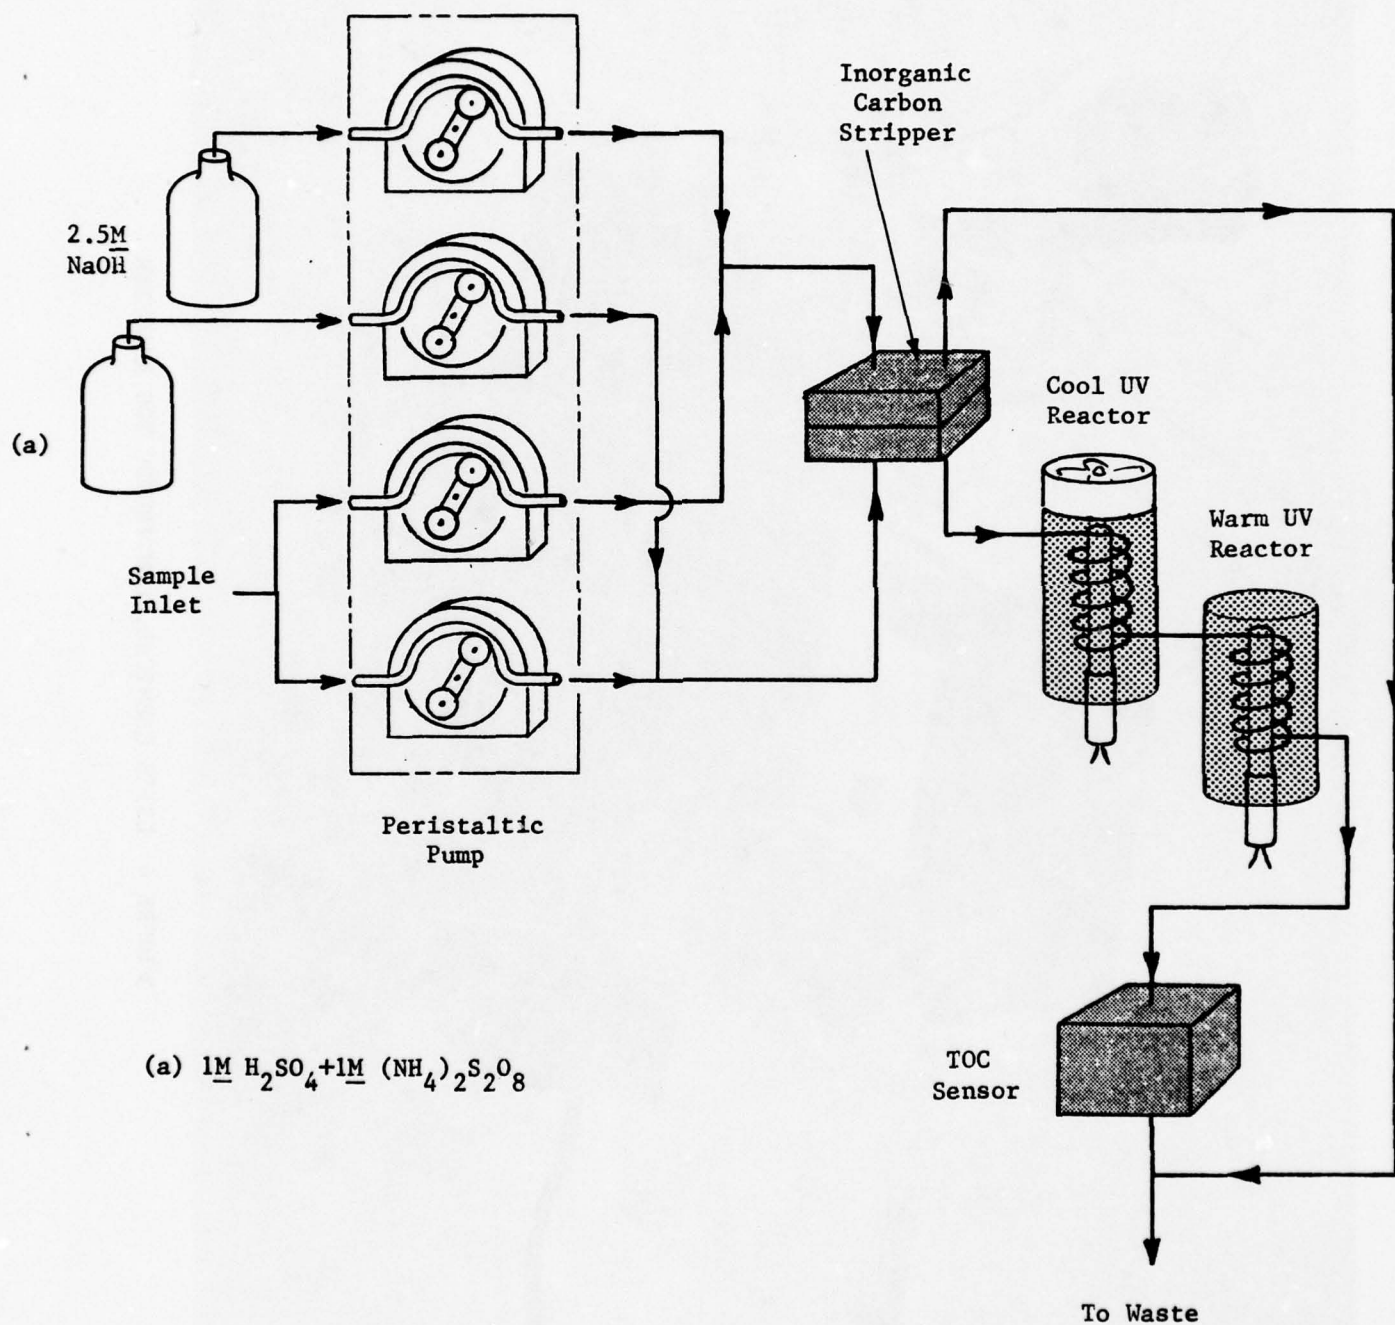 Inorganic
Carbon
Stripper
2.5M
NaOH
Cool UV
Reactor
(a)
Warm UV
Reactor
Sample
Inlet
Peristaltic
Pump
(a) 1M H₂SO₄+1M (NH₄)₂S₂O₈
TOC
Sensor
To Waste